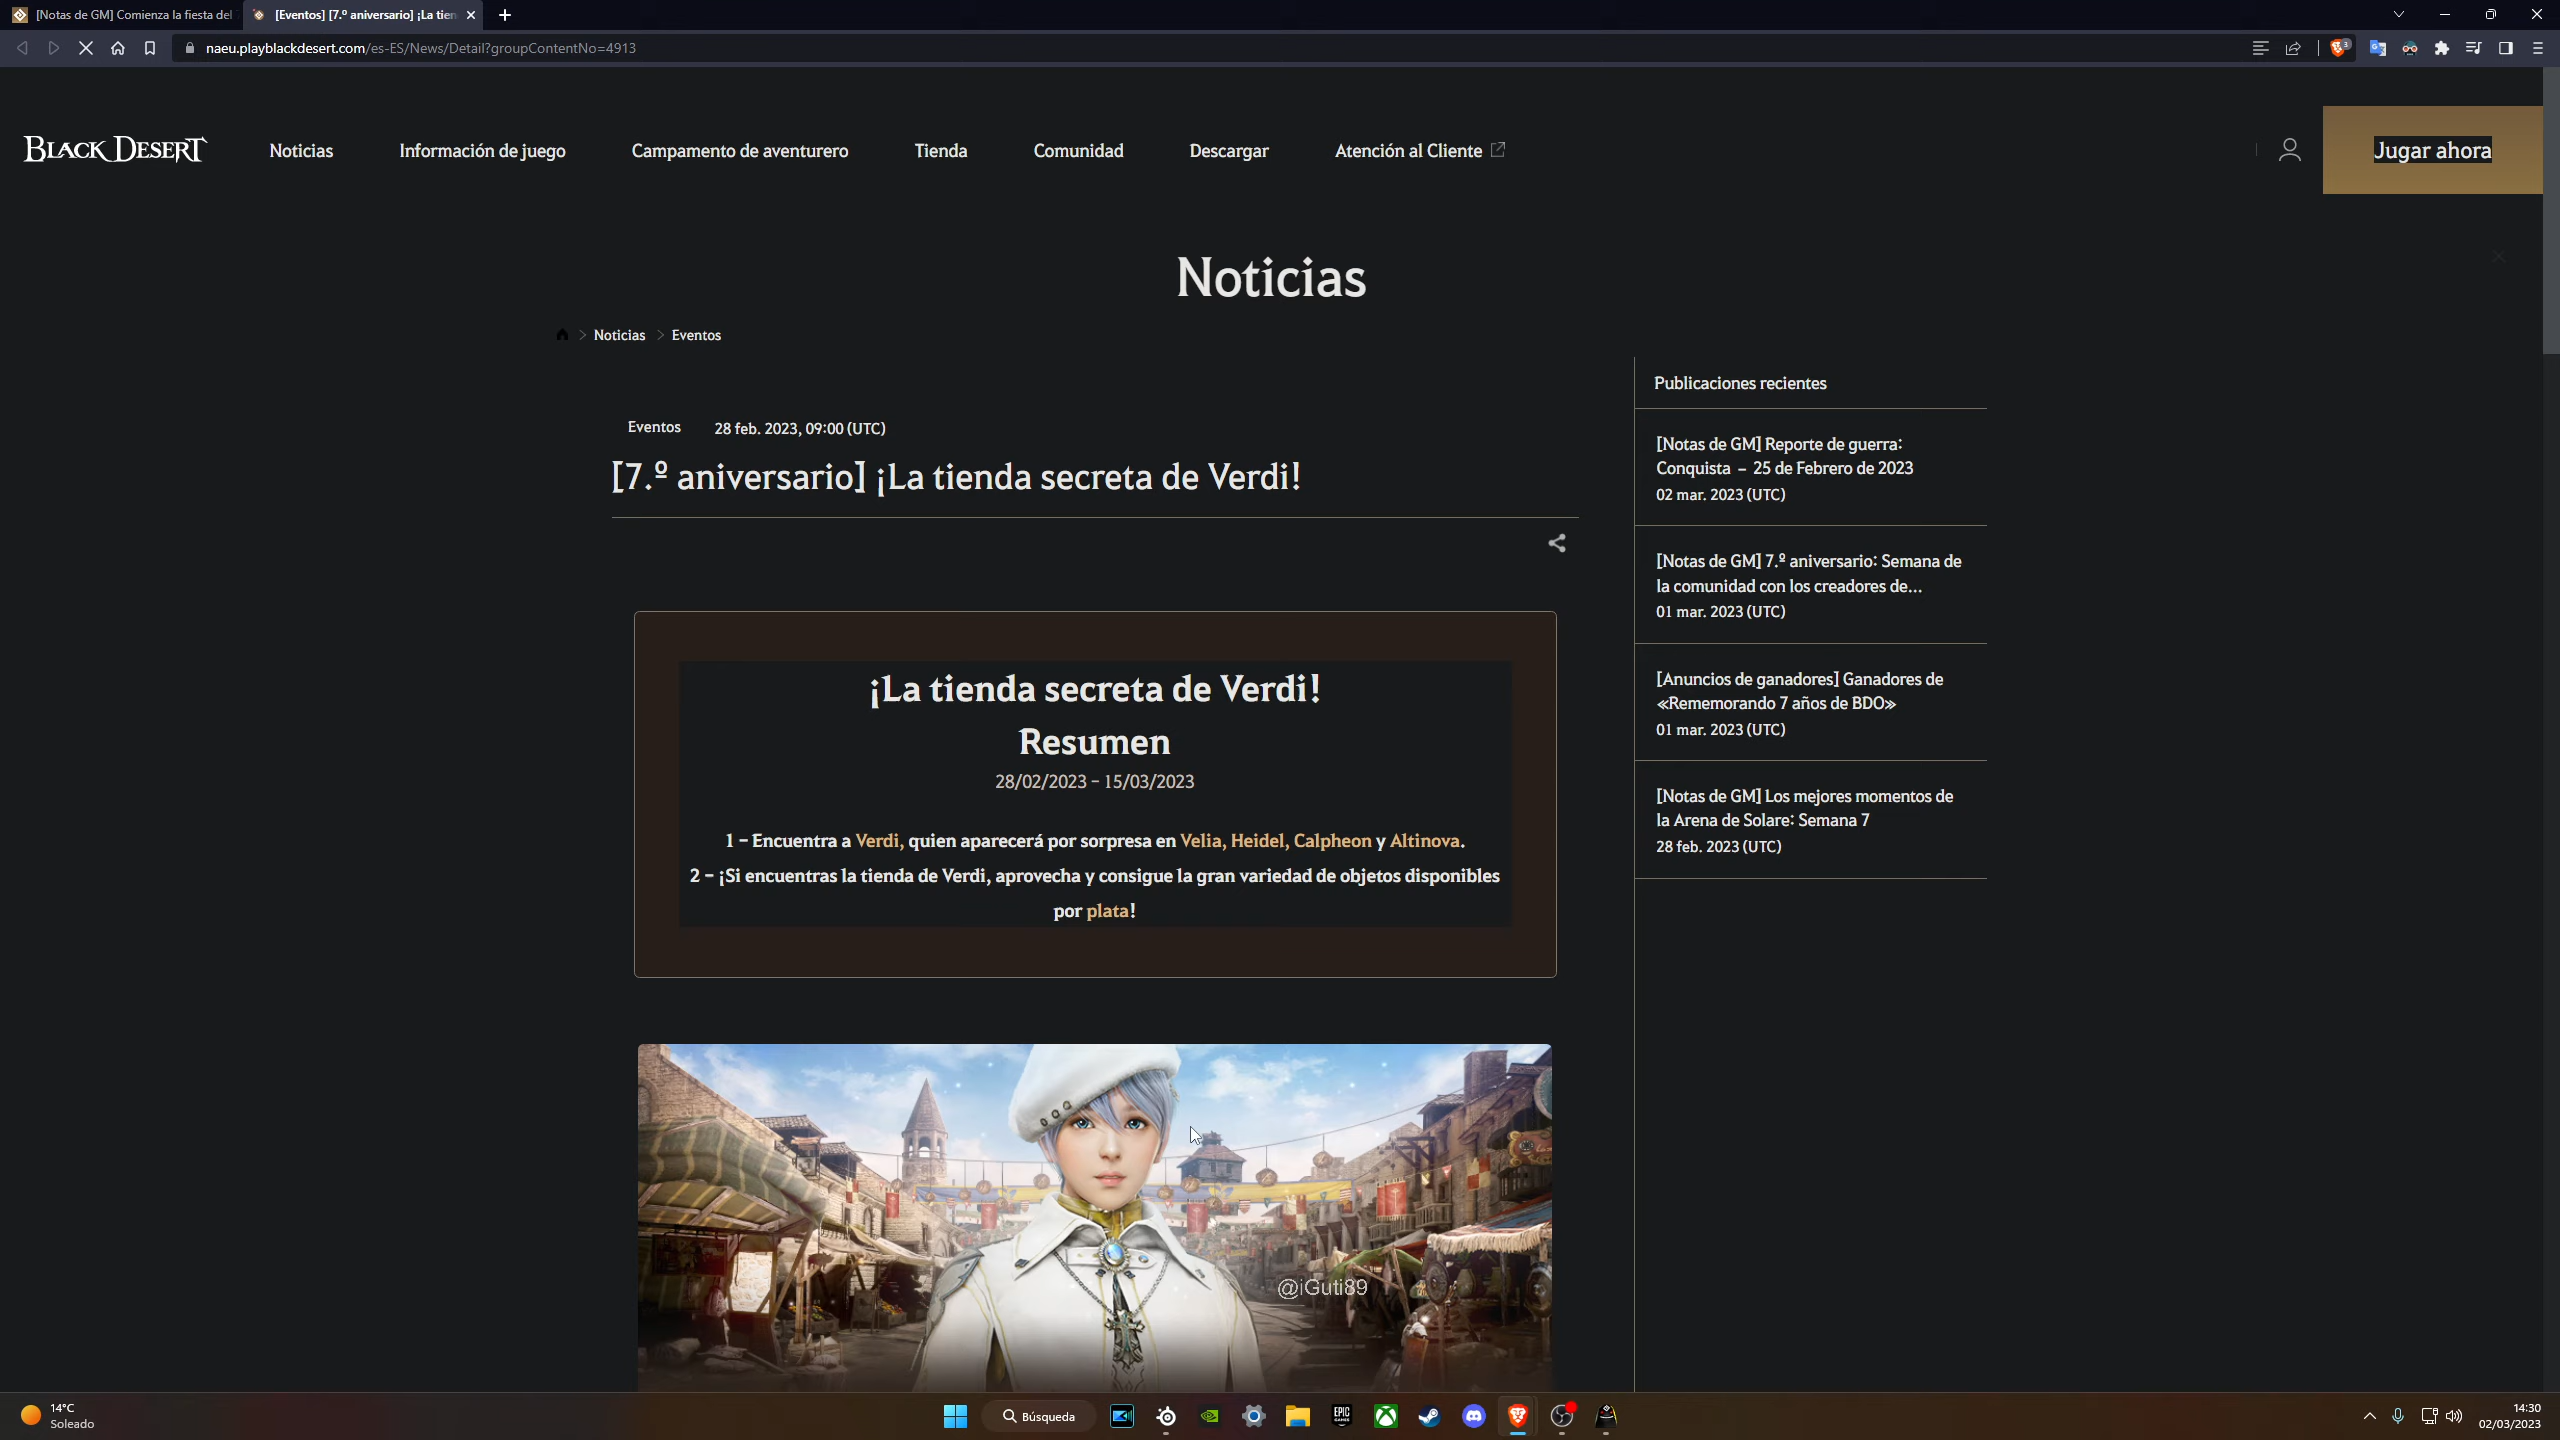 [Notas de GM] Comienza la fiesta del
[Eventos] [7.º aniversario] ¡La tien
naeu.playblackdesert.com/es-ES/News/Detail?groupContentNo=4913
BLACK DESERT
Noticias
Información de juego
Campamento de aventurero
Tienda
Comunidad
Descargar
Atención al Cliente
Jugar ahora
Noticias
Noticias > Eventos
Eventos 28 feb. 2023, 09:00 (UTC)
[7.º aniversario] ¡La tienda secreta de Verdi!
¡La tienda secreta de Verdi!
Resumen
28/02/2023 – 15/03/2023
1 – Encuentra a Verdi, quien aparecerá por sorpresa en Velia, Heidel, Calpheon y Altinova.
2 – ¡Si encuentras la tienda de Verdi, aprovecha y consigue la gran variedad de objetos disponibles
por plata!
@iGuti89
Publicaciones recientes
[Notas de GM] Reporte de guerra:
Conquista – 25 de Febrero de 2023
02 mar. 2023 (UTC)
[Notas de GM] 7.º aniversario: Semana de
la comunidad con los creadores de...
01 mar. 2023 (UTC)
[Anuncios de ganadores] Ganadores de
«Rememorando 7 años de BDO»
01 mar. 2023 (UTC)
[Notas de GM] Los mejores momentos de
la Arena de Solare: Semana 7
28 feb. 2023 (UTC)
14°C
Soleado
Búsqueda
EPIC
GAMES
14:30
02/03/2023